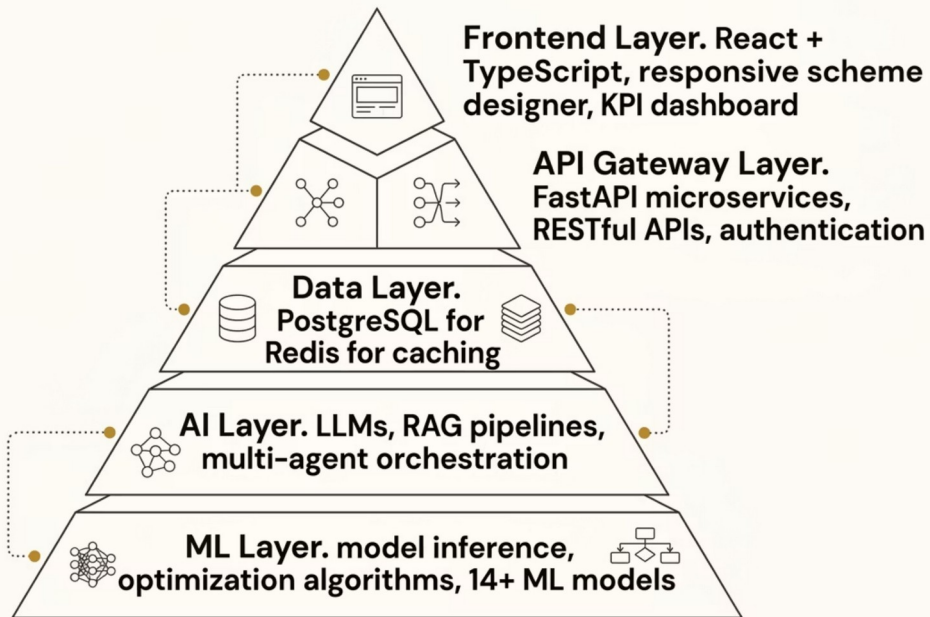 Frontend Layer. React +
TypeScript, responsive scheme
designer, KPI dashboard
API Gateway Layer.
FastAPI microservices,
RESTful APIs, authentication
Data Layer.
PostgreSQL for
Redis for caching
AI Layer. LLMs, RAG pipelines,
multi-agent orchestration
ML Layer. model inference,
optimization algorithms, 14+ ML models